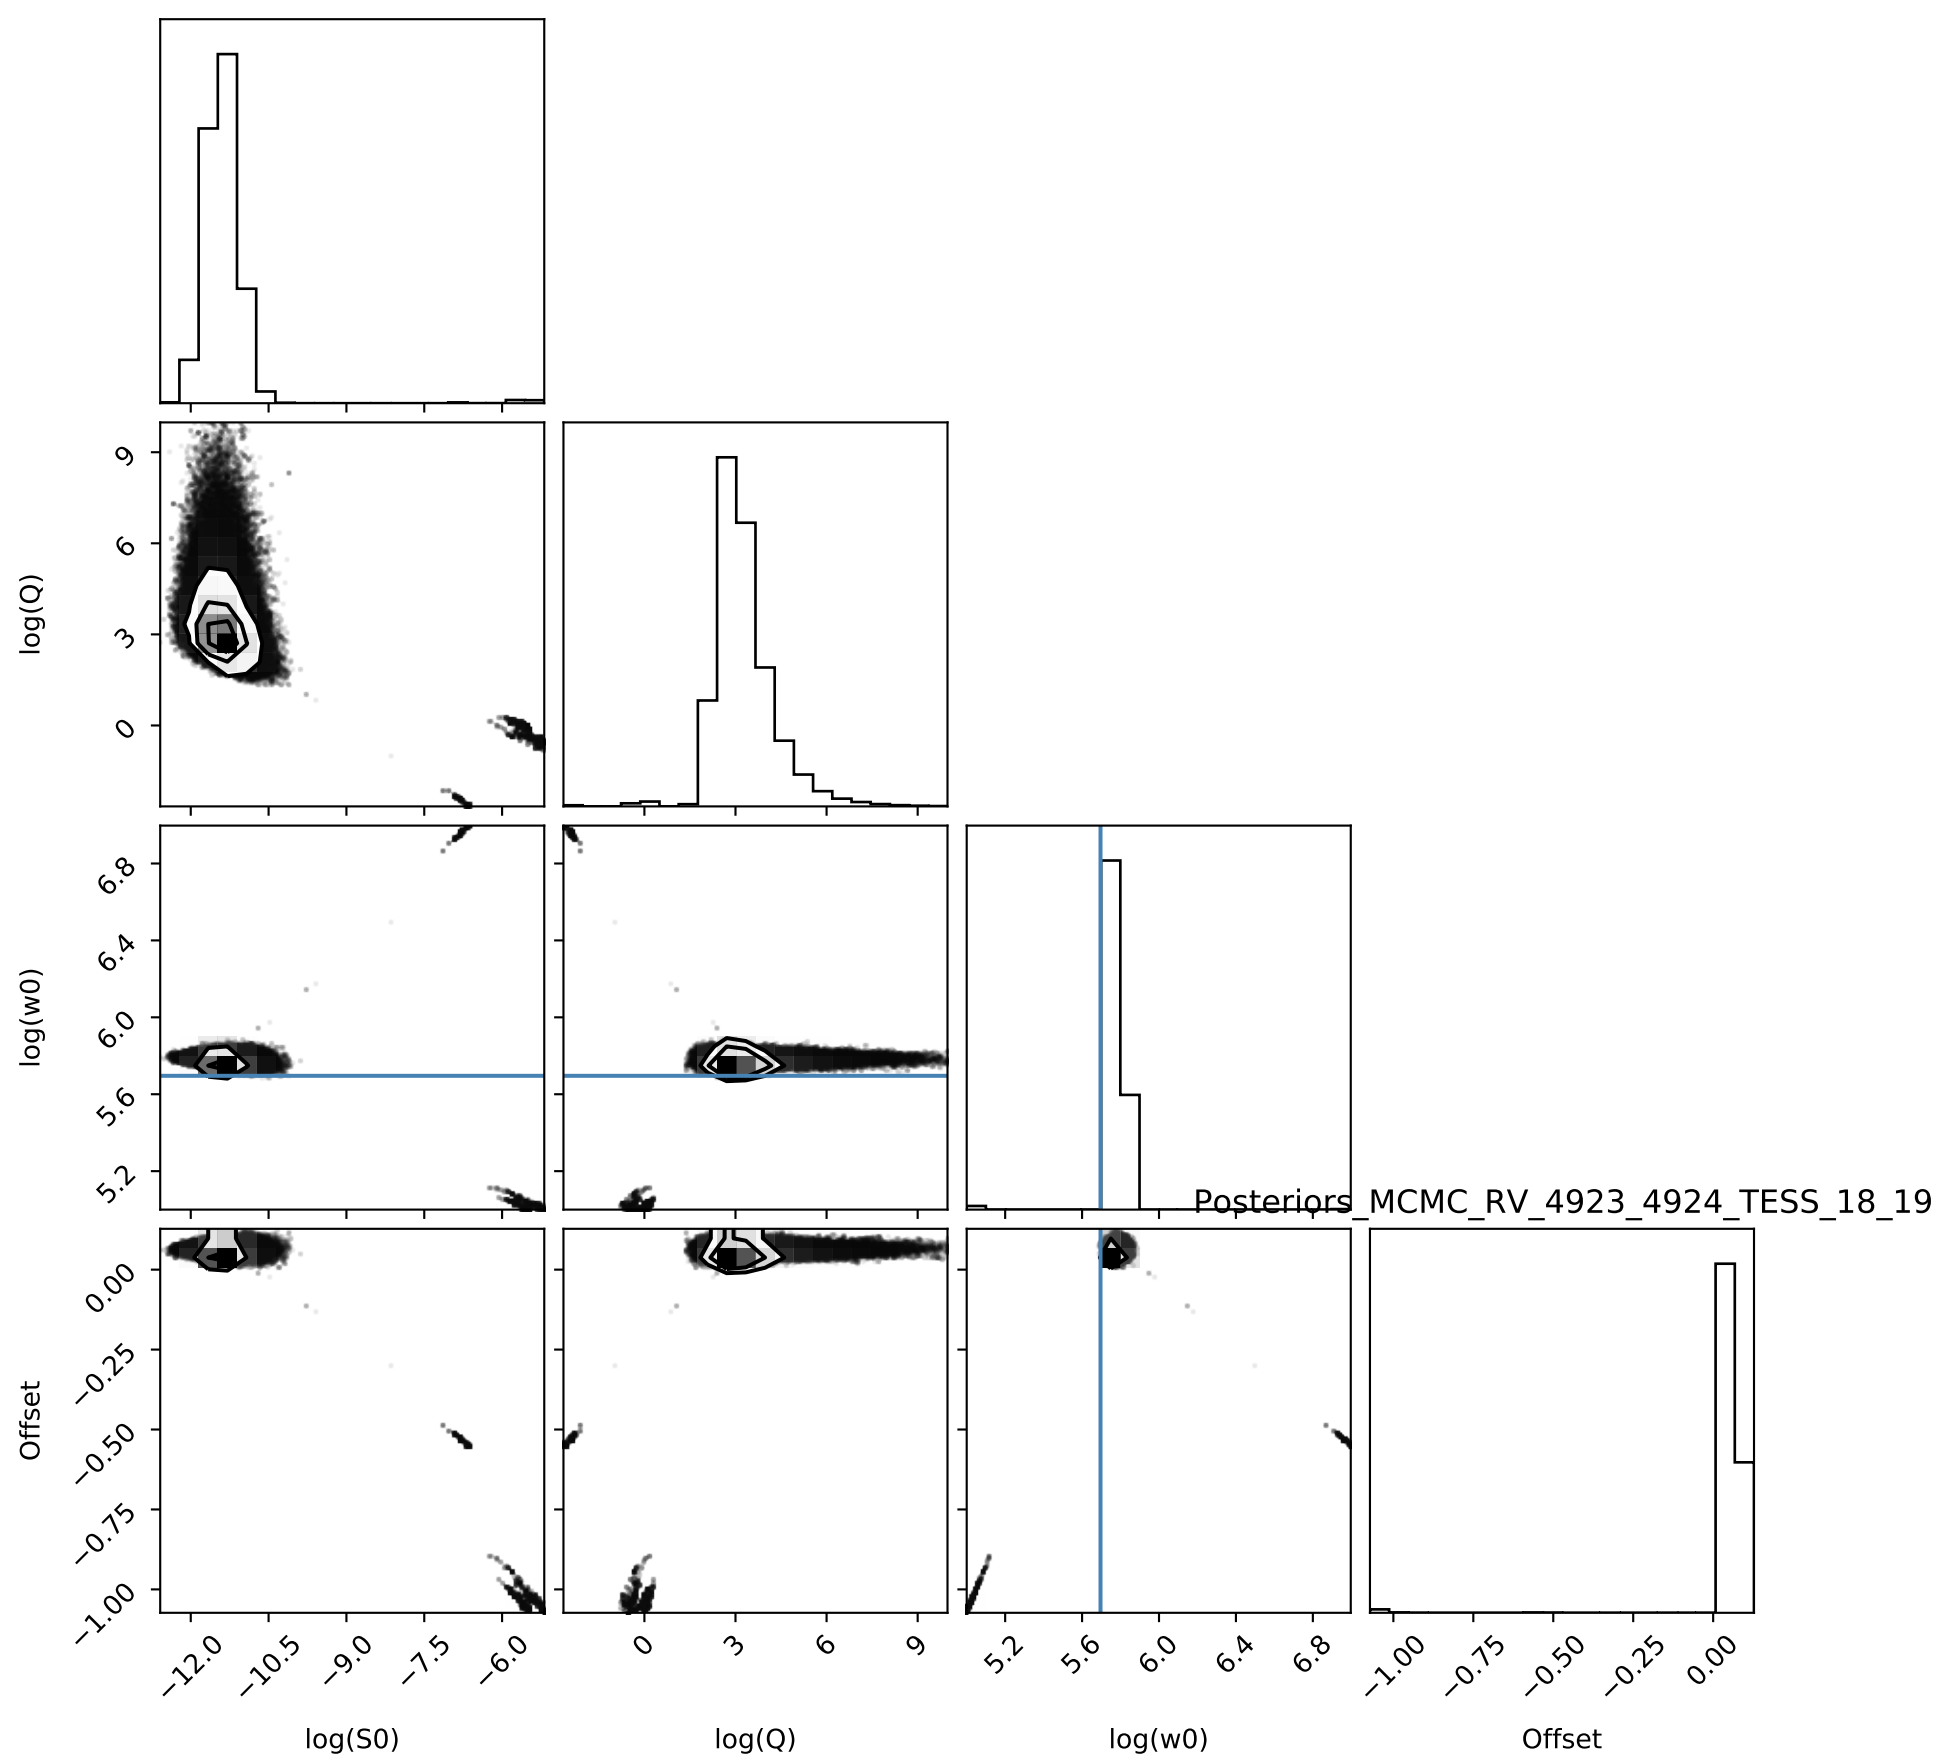 9
6
3
0
log(Q)
6.8
6.4
6.0
5.6
5.2
log(w0)
Posteriors_MCMC_RV_4923_4924_TESS_18_19
0.00
−0.25
−0.50
−0.75
−1.00
Offset
−12.0 −10.5 −9.0 −7.5 −6.0 0 3 6 9 5.2 5.6 6.0 6.4 6.8 −1.00 −0.75 −0.50 −0.25 0.00
log(S0) log(Q) log(w0) Offset